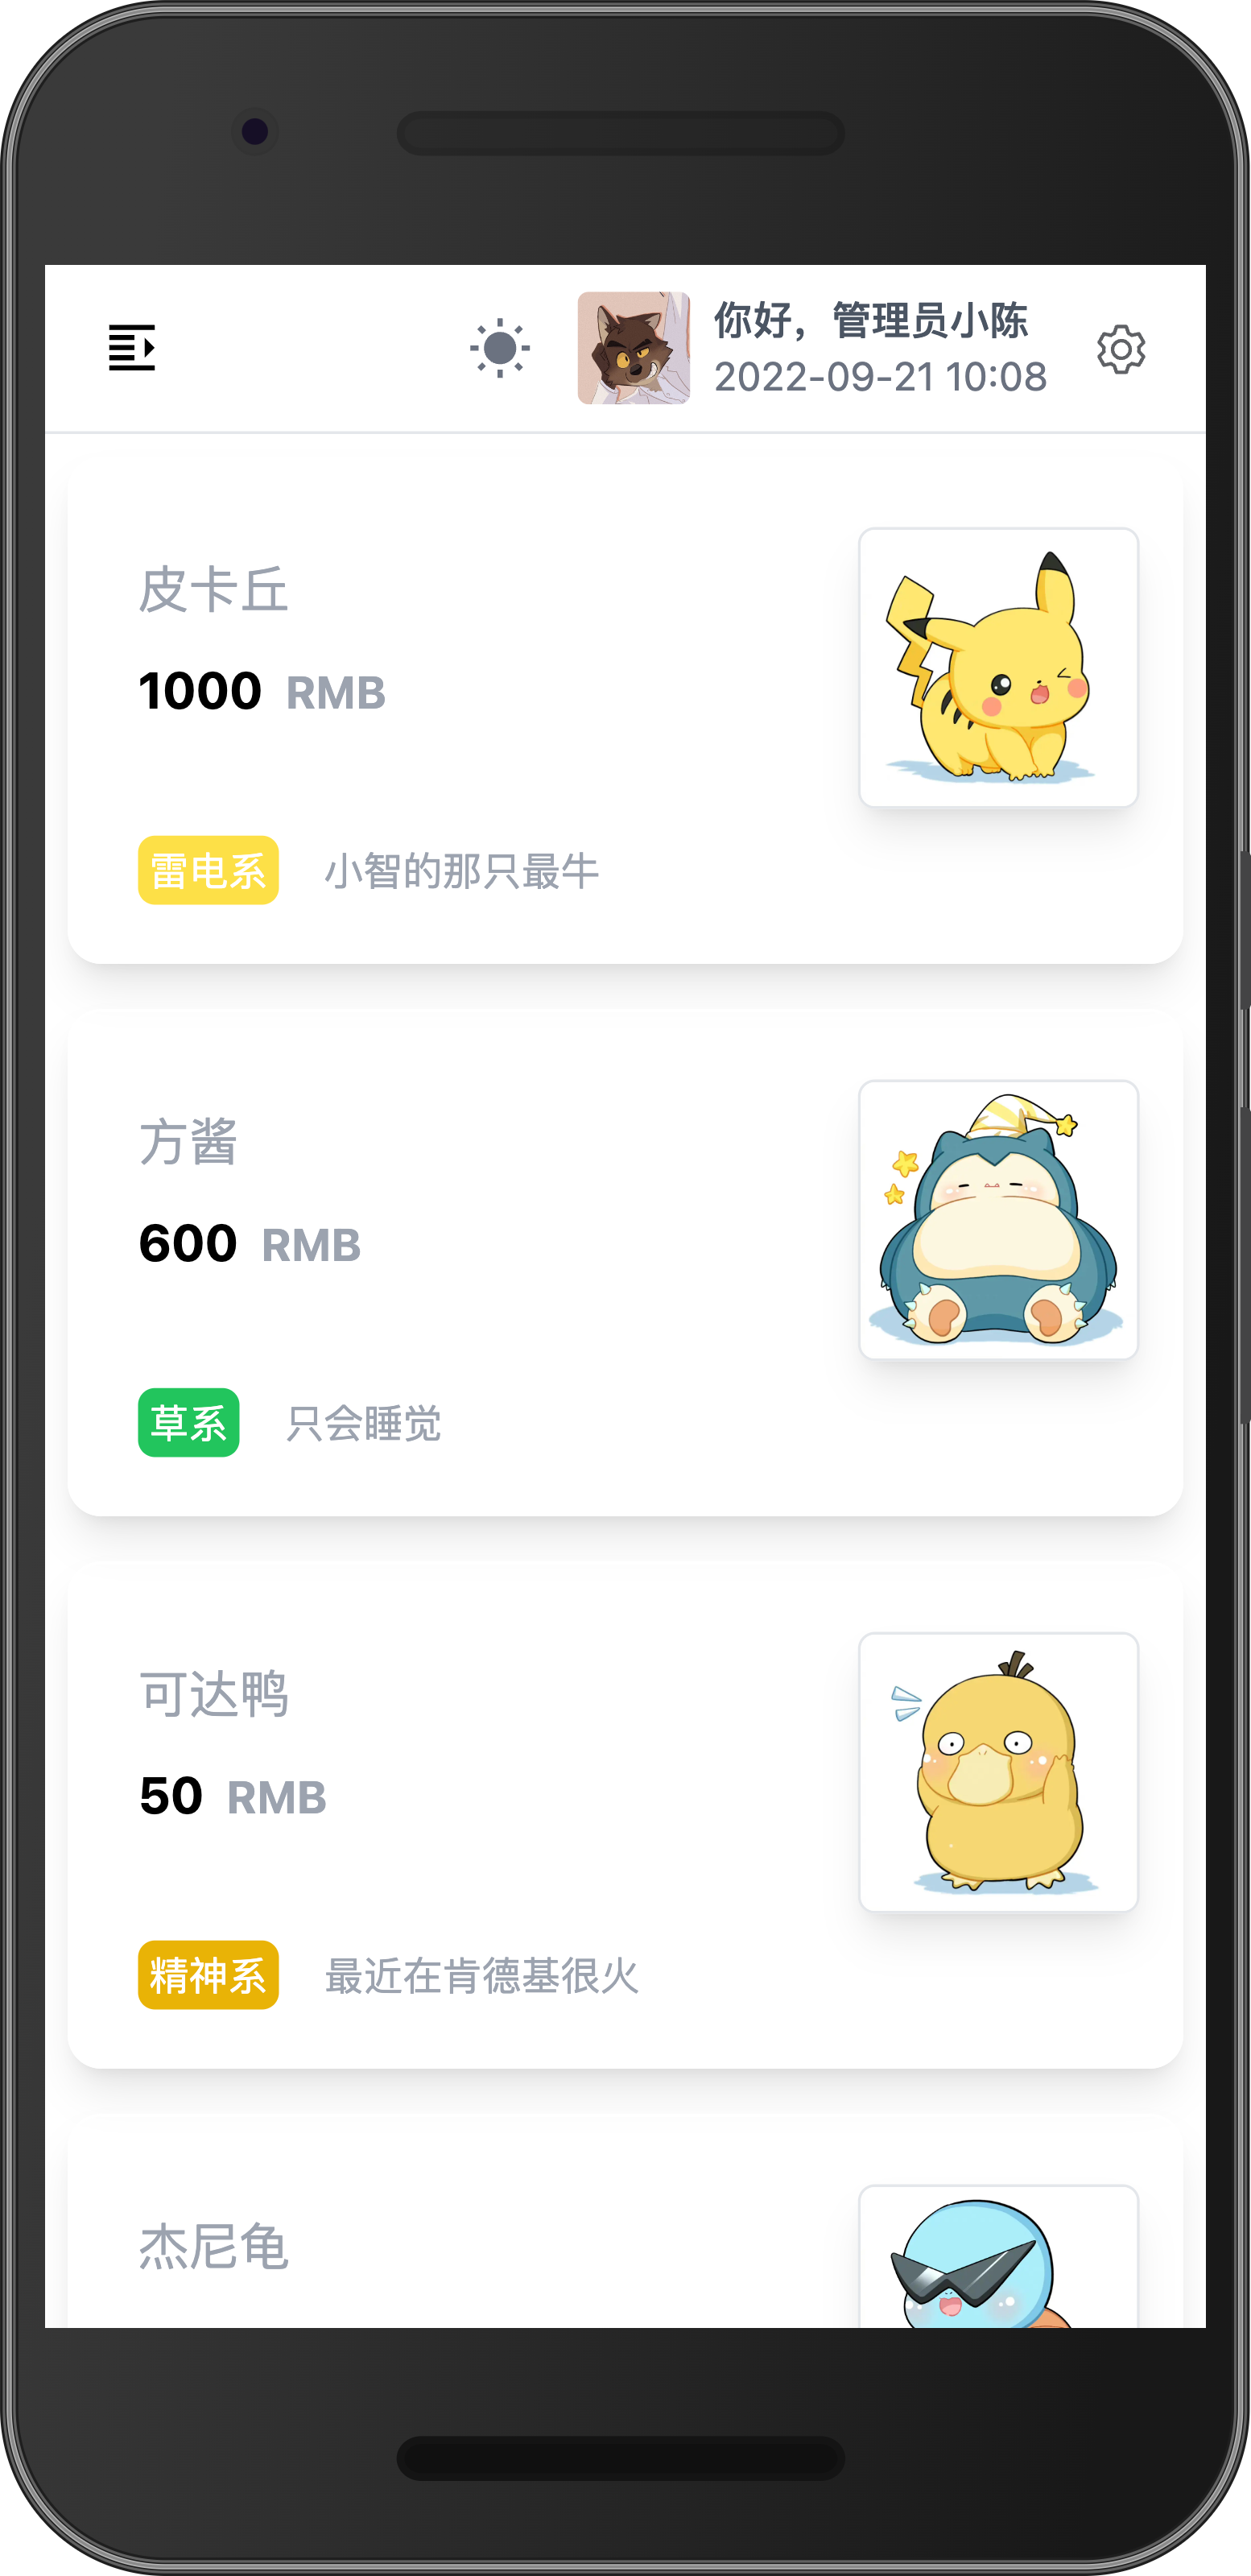 你好，管理员小陈
2022-09-21 10:08
皮卡丘
1000 RMB
雷电系 小智的那只最牛
方酱
600 RMB
草系 只会睡觉
可达鸭
50 RMB
精神系 最近在肯德基很火
杰尼龟